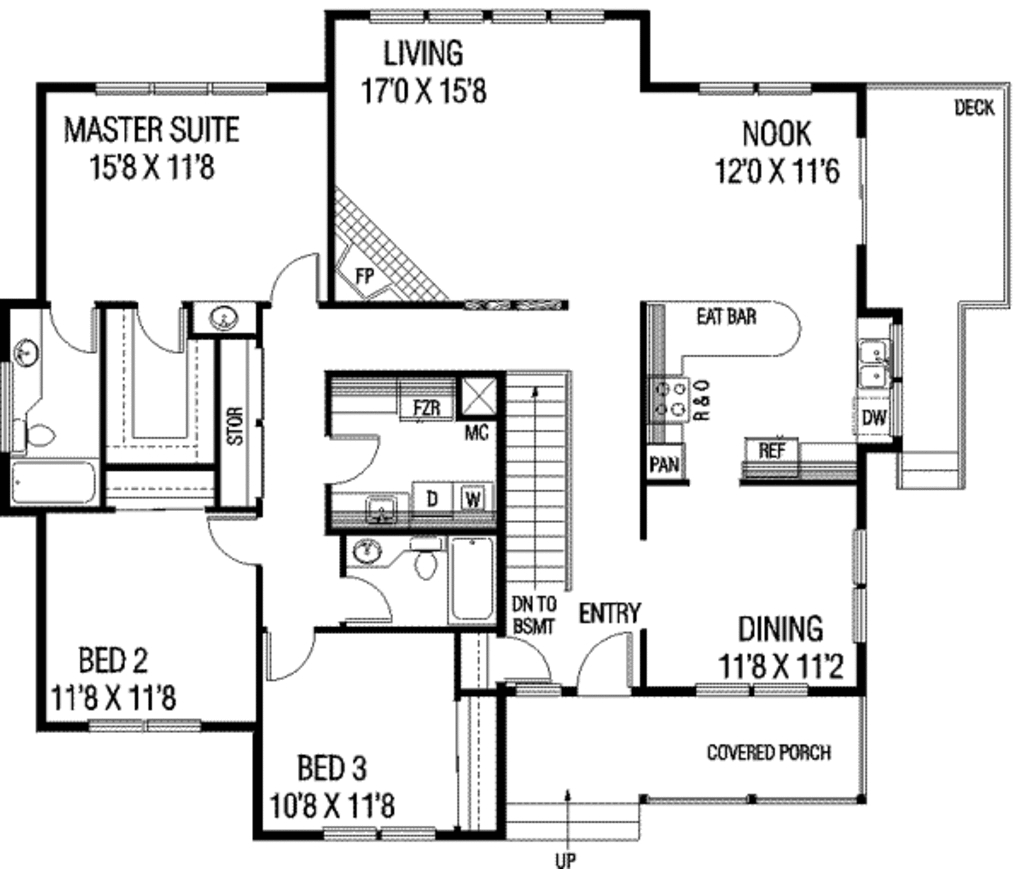 LIVING
17'0 X 15'8
DECK
MASTER SUITE
15'8 X 11'8
NOOK
12'0 X 11'6
FP
EAT BAR
R & O
STOR
FZR
MC
DW
PAN
REF
D
W
DN TO
BSMT
ENTRY
DINING
11'8 X 11'2
BED 2
11'8 X 11'8
COVERED PORCH
BED 3
10'8 X 11'8
UP